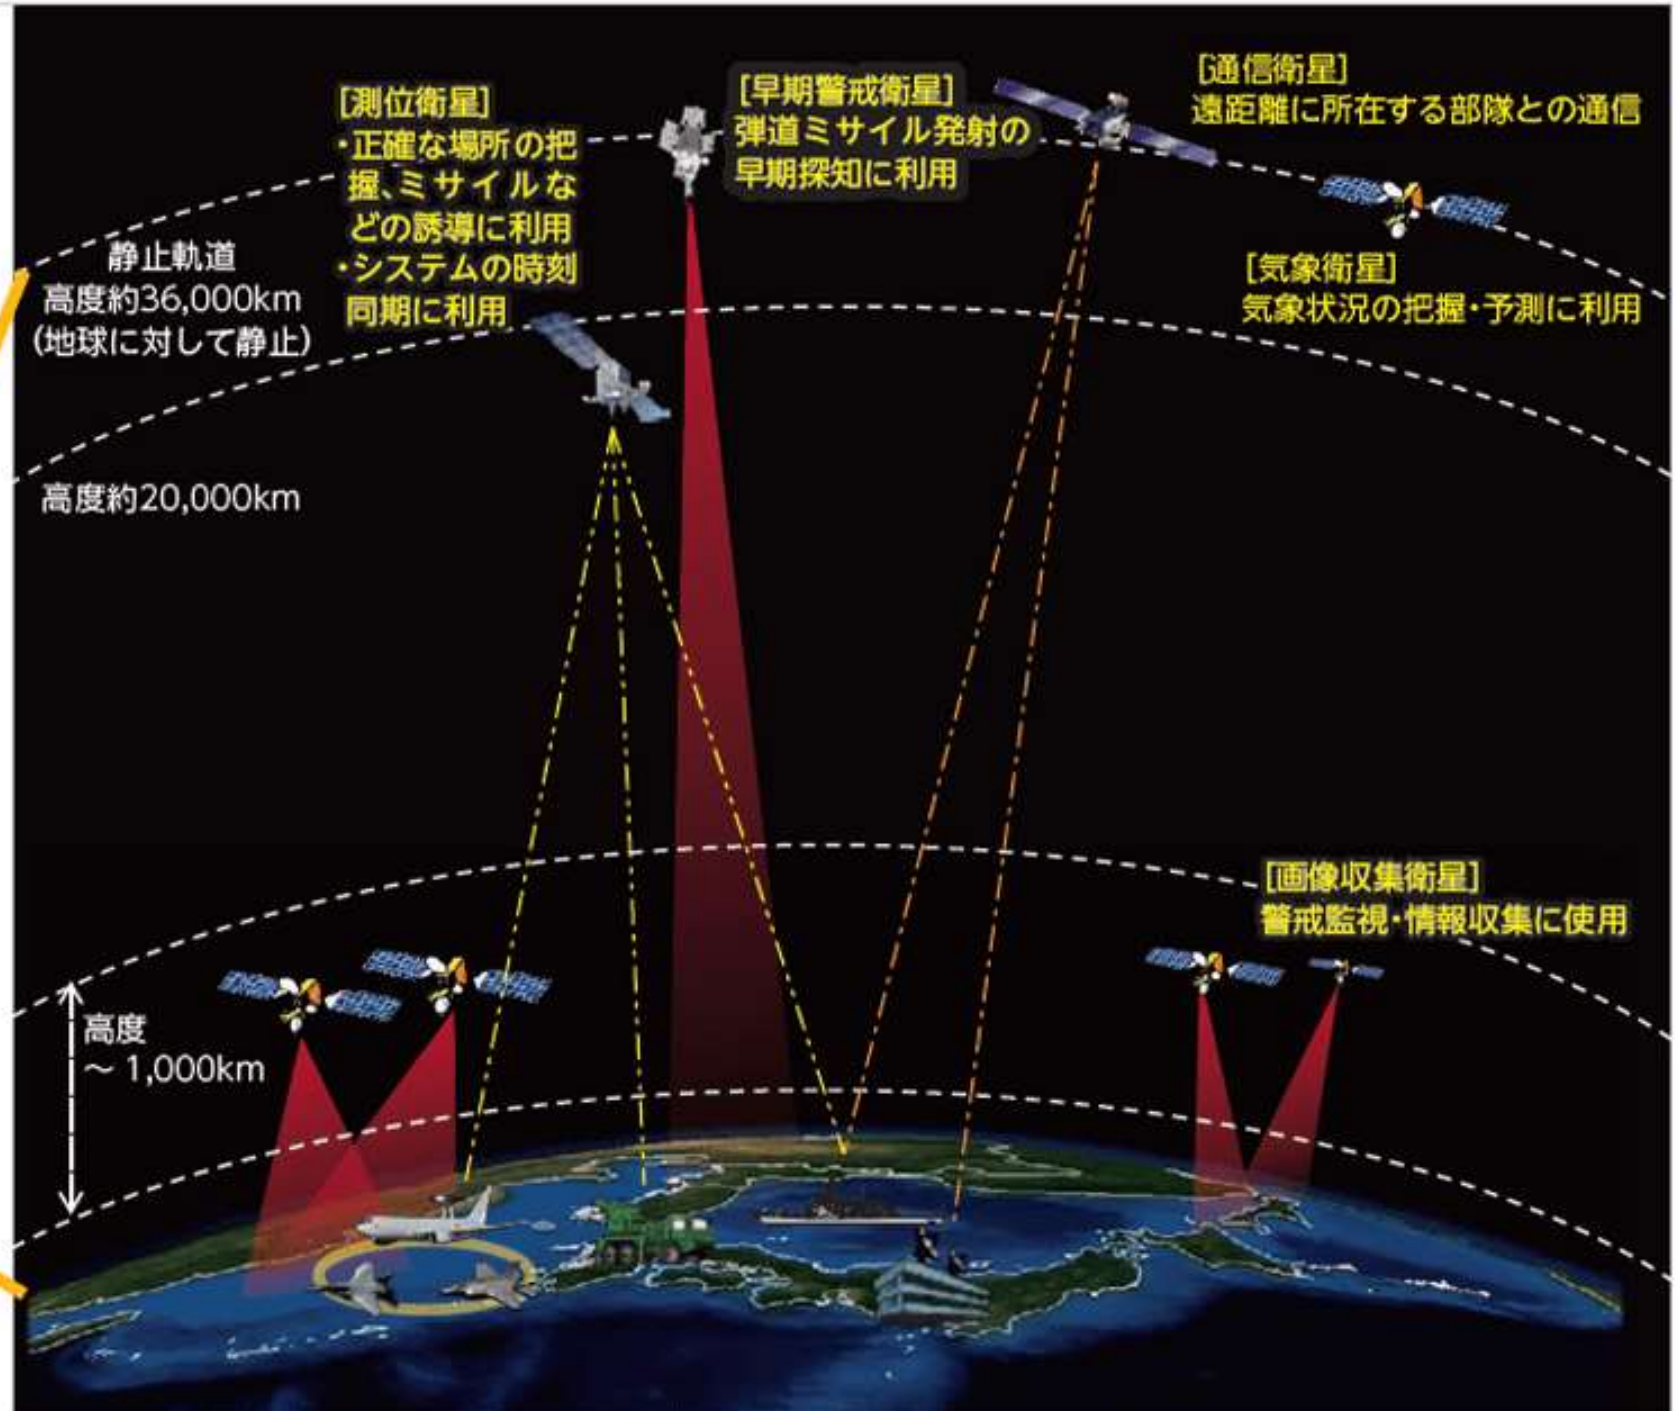 [測位衛星]
・正確な場所の把
握、ミサイルな
どの誘導に利用
・システムの時刻
同期に利用
[早期警戒衛星]
弾道ミサイル発射の
早期探知に利用
[通信衛星]
遠距離に所在する部隊との通信
[気象衛星]
気象状況の把握・予測に利用
静止軌道
高度約36,000km
(地球に対して静止)
高度約20,000km
[画像収集衛星]
警戒監視・情報収集に使用
高度
～1,000km